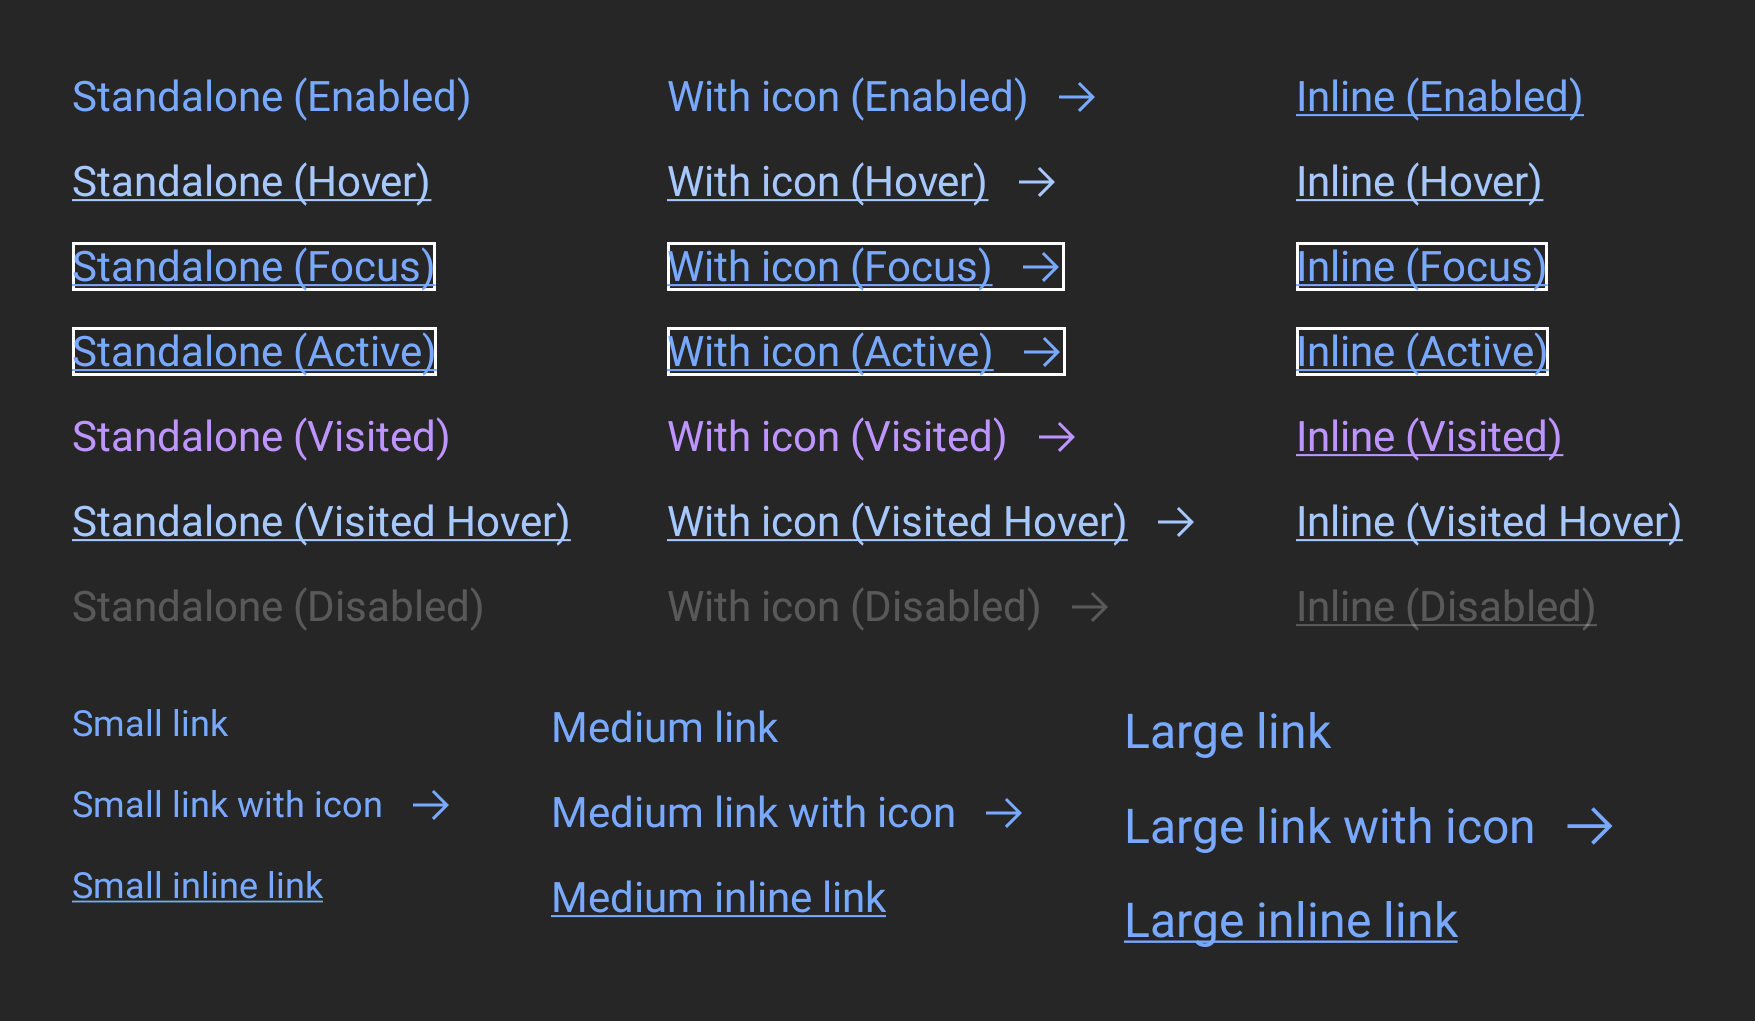 Standalone (Enabled)
With icon (Enabled)
Inline (Enabled)
Standalone (Hover)
With icon (Hover)
Inline (Hover)
Standalone (Focus)
With icon (Focus)
Inline (Focus)
Standalone (Active)
With icon (Active)
Inline (Active)
Standalone (Visited)
With icon (Visited)
Inline (Visited)
Standalone (Visited Hover)
With icon (Visited Hover)
Inline (Visited Hover)
Standalone (Disabled)
With icon (Disabled)
Inline (Disabled)
Small link
Medium link
Large link
Small link with icon
Medium link with icon
Large link with icon
Small inline link
Medium inline link
Large inline link